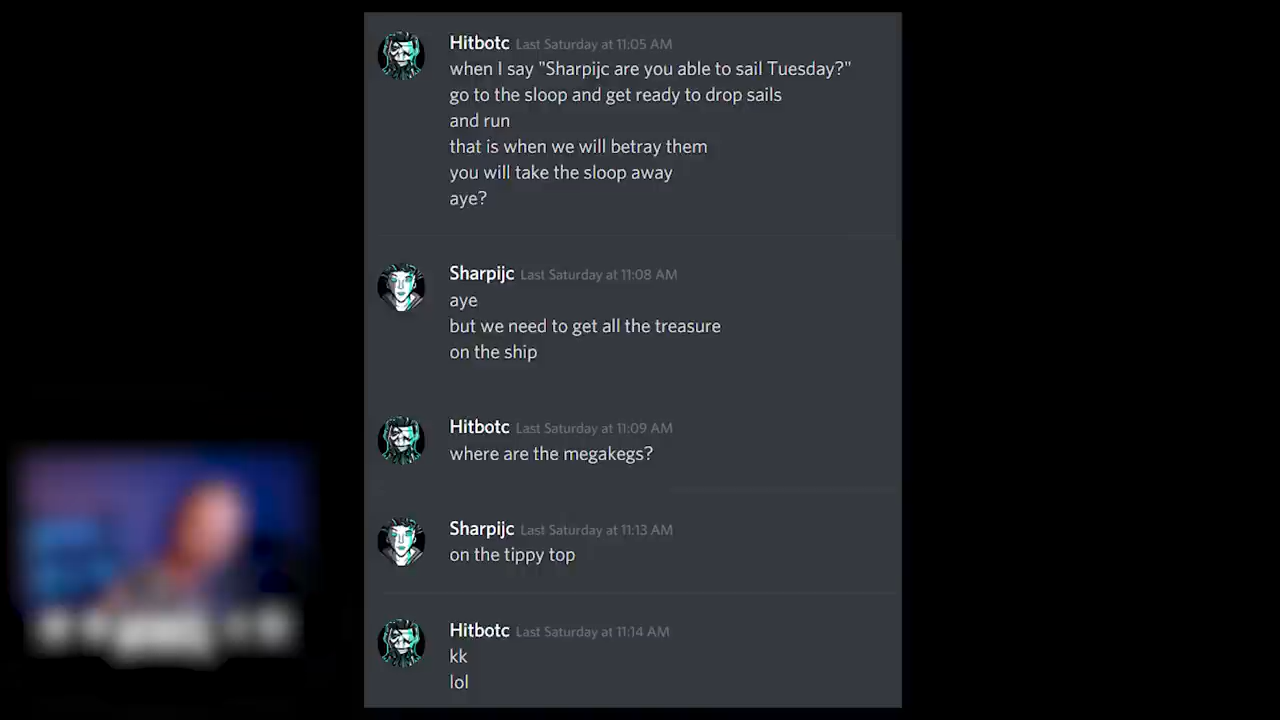 Hitbotc Last Saturday at 11:05 AM
when I say "Sharpijc are you able to sail Tuesday?"
go to the sloop and get ready to drop sails
and run
that is when we will betray them
you will take the sloop away
aye?
Sharpijc Last Saturday at 11:08 AM
aye
but we need to get all the treasure
on the ship
Hitbotc Last Saturday at 11:09 AM
where are the megakegs?
Sharpijc Last Saturday at 11:13 AM
on the tippy top
Hitbotc Last Saturday at 11:14 AM
kk
lol